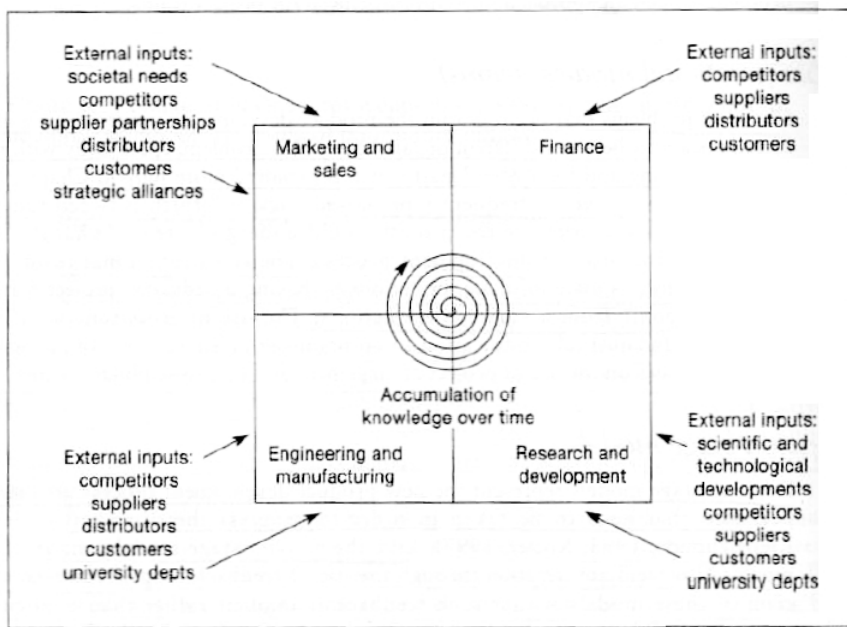 External inputs:
societal needs
competitors
supplier partnerships
distributors
customers
strategic alliances
External inputs:
competitors
suppliers
distributors
customers
Marketing and
sales
Finance
Accumulation of
knowledge over time
Engineering and
manufacturing
Research and
development
External inputs:
competitors
suppliers
distributors
customers
university depts
External inputs:
scientific and
technological
developments
competitors
suppliers
customers
university depts